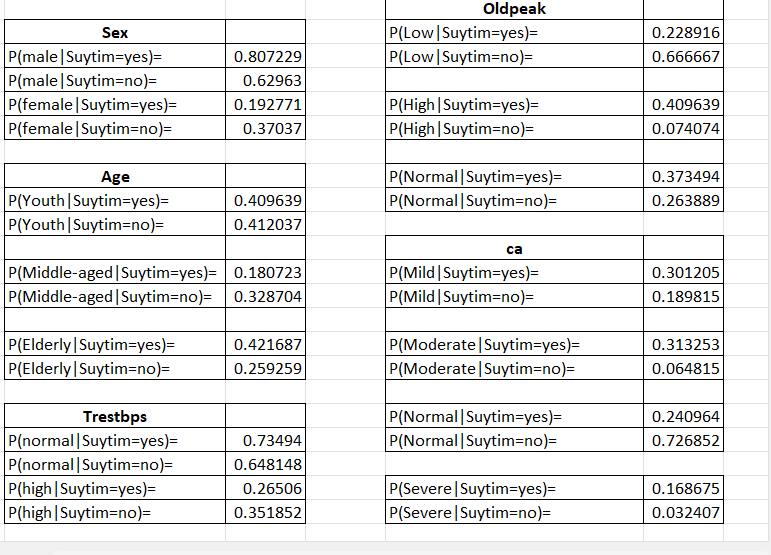 Sex
P(male|Suytim=yes)= 0.807229
P(male|Suytim=no)= 0.62963
P(female|Suytim=yes)= 0.192771
P(female|Suytim=no)= 0.37037
Age
P(Youth|Suytim=yes)= 0.409639
P(Youth|Suytim=no)= 0.412037
P(Middle-aged|Suytim=yes)= 0.180723
P(Middle-aged|Suytim=no)= 0.328704
P(Elderly|Suytim=yes)= 0.421687
P(Elderly|Suytim=no)= 0.259259
Trestbps
P(normal|Suytim=yes)= 0.73494
P(normal|Suytim=no)= 0.648148
P(high|Suytim=yes)= 0.26506
P(high|Suytim=no)= 0.351852
Oldpeak
P(Low|Suytim=yes)= 0.228916
P(Low|Suytim=no)= 0.666667
P(High|Suytim=yes)= 0.409639
P(High|Suytim=no)= 0.074074
P(Normal|Suytim=yes)= 0.373494
P(Normal|Suytim=no)= 0.263889
ca
P(Mild|Suytim=yes)= 0.301205
P(Mild|Suytim=no)= 0.189815
P(Moderate|Suytim=yes)= 0.313253
P(Moderate|Suytim=no)= 0.064815
P(Normal|Suytim=yes)= 0.240964
P(Normal|Suytim=no)= 0.726852
P(Severe|Suytim=yes)= 0.168675
P(Severe|Suytim=no)= 0.032407